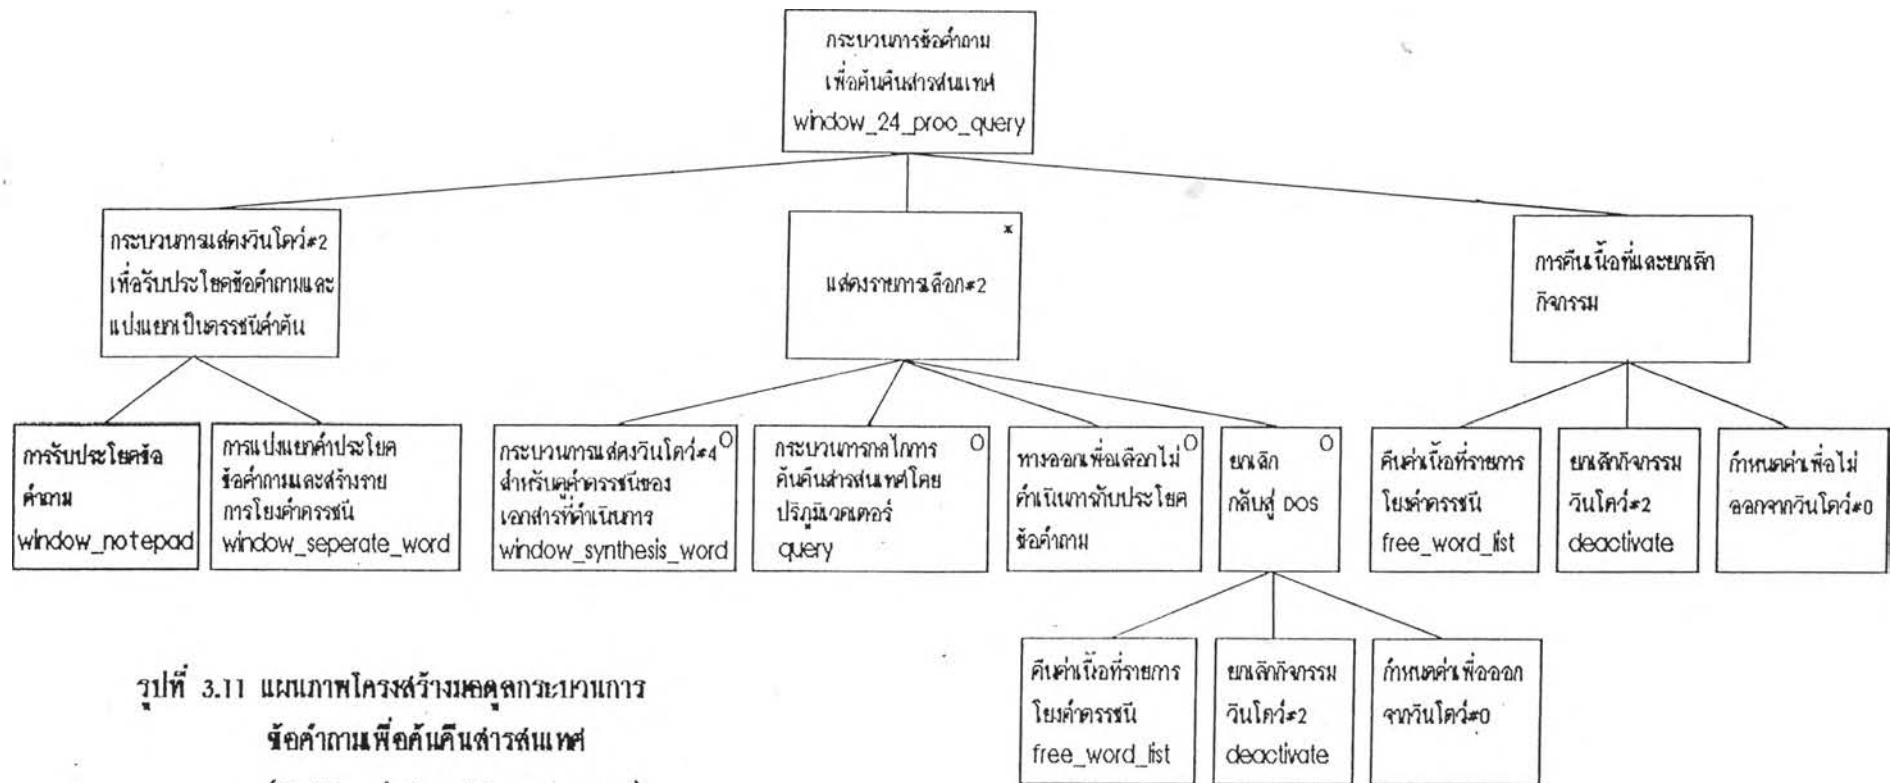 กระบวนการข้อคำถาม
เพื่อค้นคืนสารสนเทศ
window_24_proo_query
กระบวนการแสดงวินโดว์#2
เพื่อรับประโยคข้อคำถามและ
แบ่งแยกเป็นดรรชนีคำค้น
*
แสดงรายการเลือก#2
การคืนเนื้อที่และยกเลิก
กิจกรรม
การรับประโยคข้อ
คำถาม
window_notepad
การแบ่งแยกคำประโยค
ข้อคำถามและสร้างราย
การโยงคำดรรชนี
window_seperate_word
กระบวนการแสดงวินโดว์#4 O
สำหรับดูคำดรรชนีของ
เอกสารที่ดำเนินการ
window_synthesis_word
กระบวนการกลไกการ O
ค้นคืนสารสนเทศโดย
ปริภูมิเวคเตอร์
query
ทางออกเพื่อเลือกไม่ O
ดำเนินการกับประโยค
ข้อคำถาม
ยกเลิก O
กลับสู่ DOS
คืนค่าเนื้อที่รายการ
โยงคำดรรชนี
free_word_list
ยกเลิกกิจกรรม
วินโดว์#2
deactivate
กำหนดค่าเพื่อไม่
ออกจากวินโดว์#0
คืนค่าเนื้อที่รายการ
โยงคำดรรชนี
free_word_list
ยกเลิกกิจกรรม
วินโดว์#2
deactivate
กำหนดค่าเพื่อออก
จากวินโดว์#0
รูปที่ 3.11 แผนภาพโครงสร้างมอดูลกระบวนการ
ข้อคำถามเพื่อค้นคืนสารสนเทศ